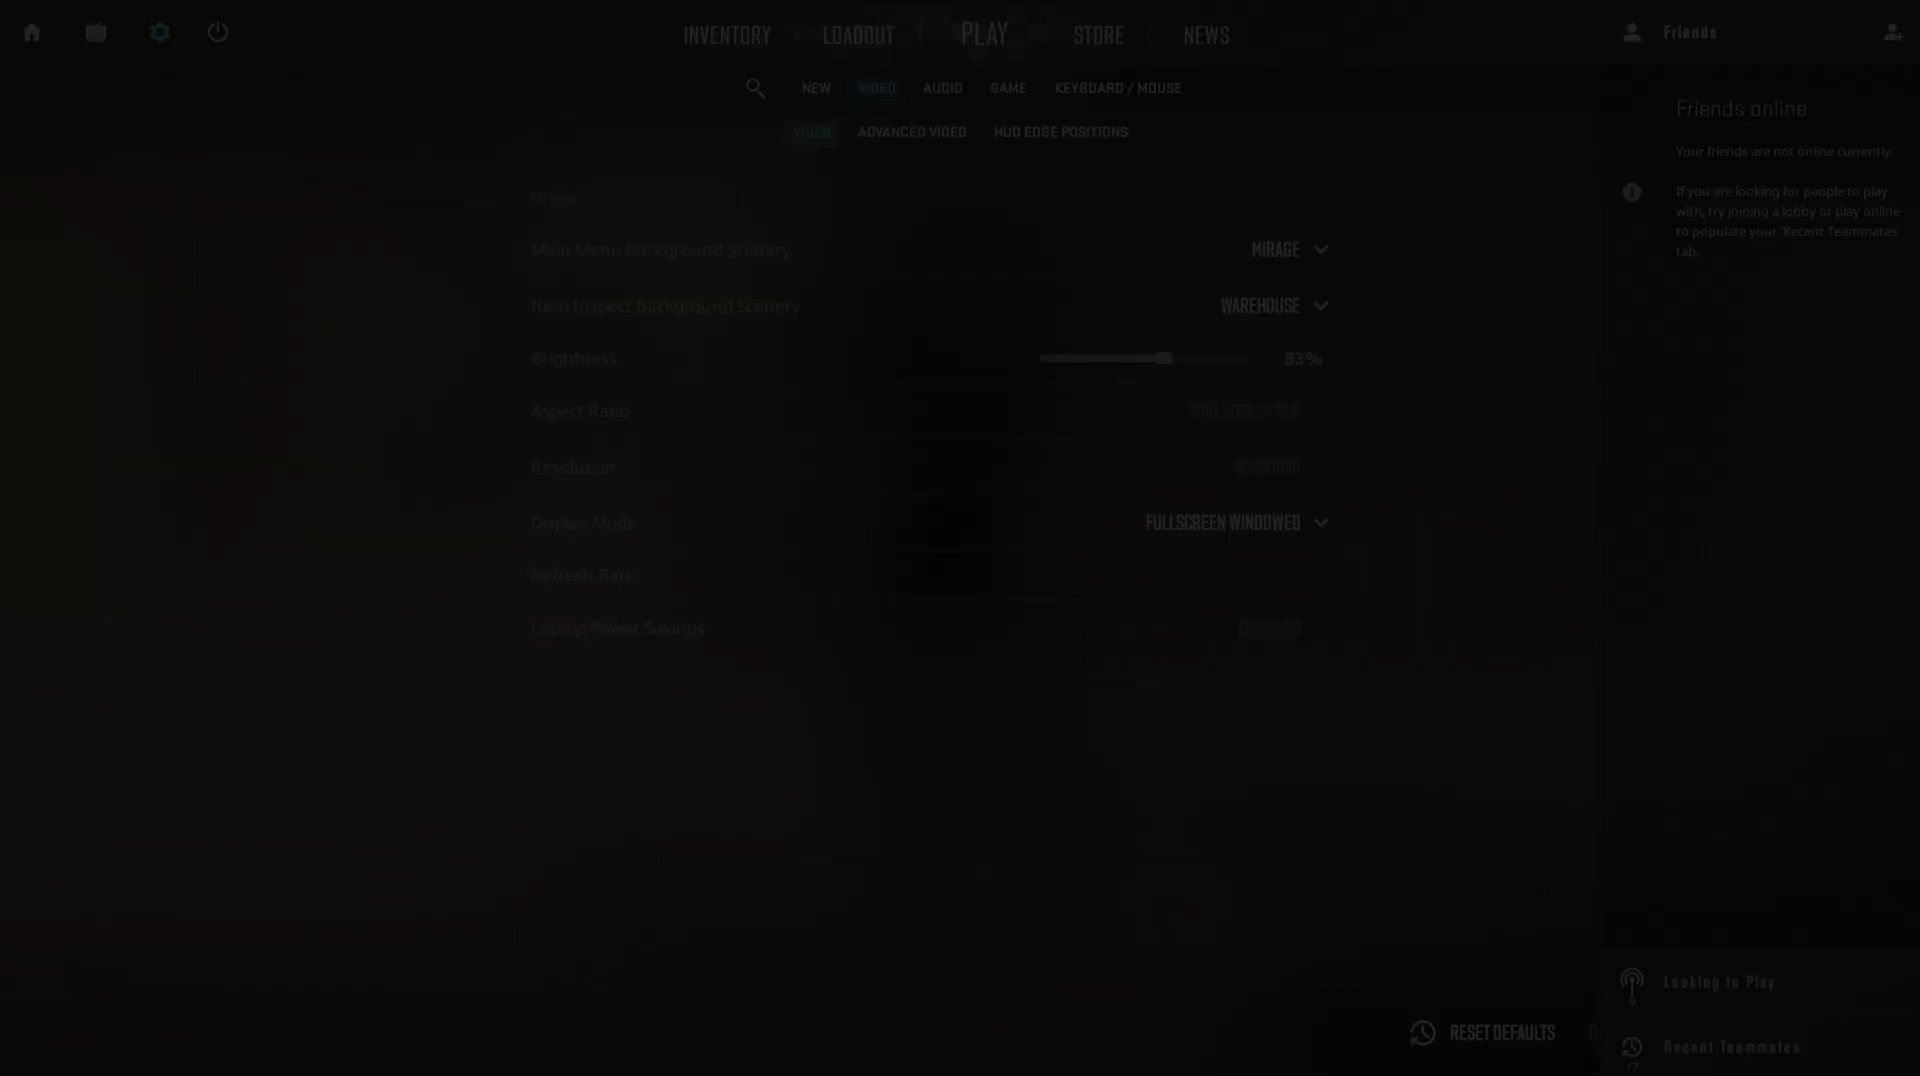 INVENTORY LOADOUT PLAY STORE NEWS
Friends
NEW VIDEO AUDIO GAME KEYBOARD / MOUSE
VIDEO ADVANCED VIDEO HUD EDGE POSITIONS
Friends online
Your friends are not online currently.
If you are looking for people to play
with, try joining a lobby or play online
to populate your 'Recent Teammates'
tab.
Video
Main Menu Background Scenery MIRAGE
Item Inspect Background Scenery WAREHOUSE
Brightness 93%
Aspect Ratio
Resolution
Display Mode FULLSCREEN WINDOWED
Refresh Rate
Laptop Power Savings
Looking to Play
9
RESET DEFAULTS
Recent Teammates
17